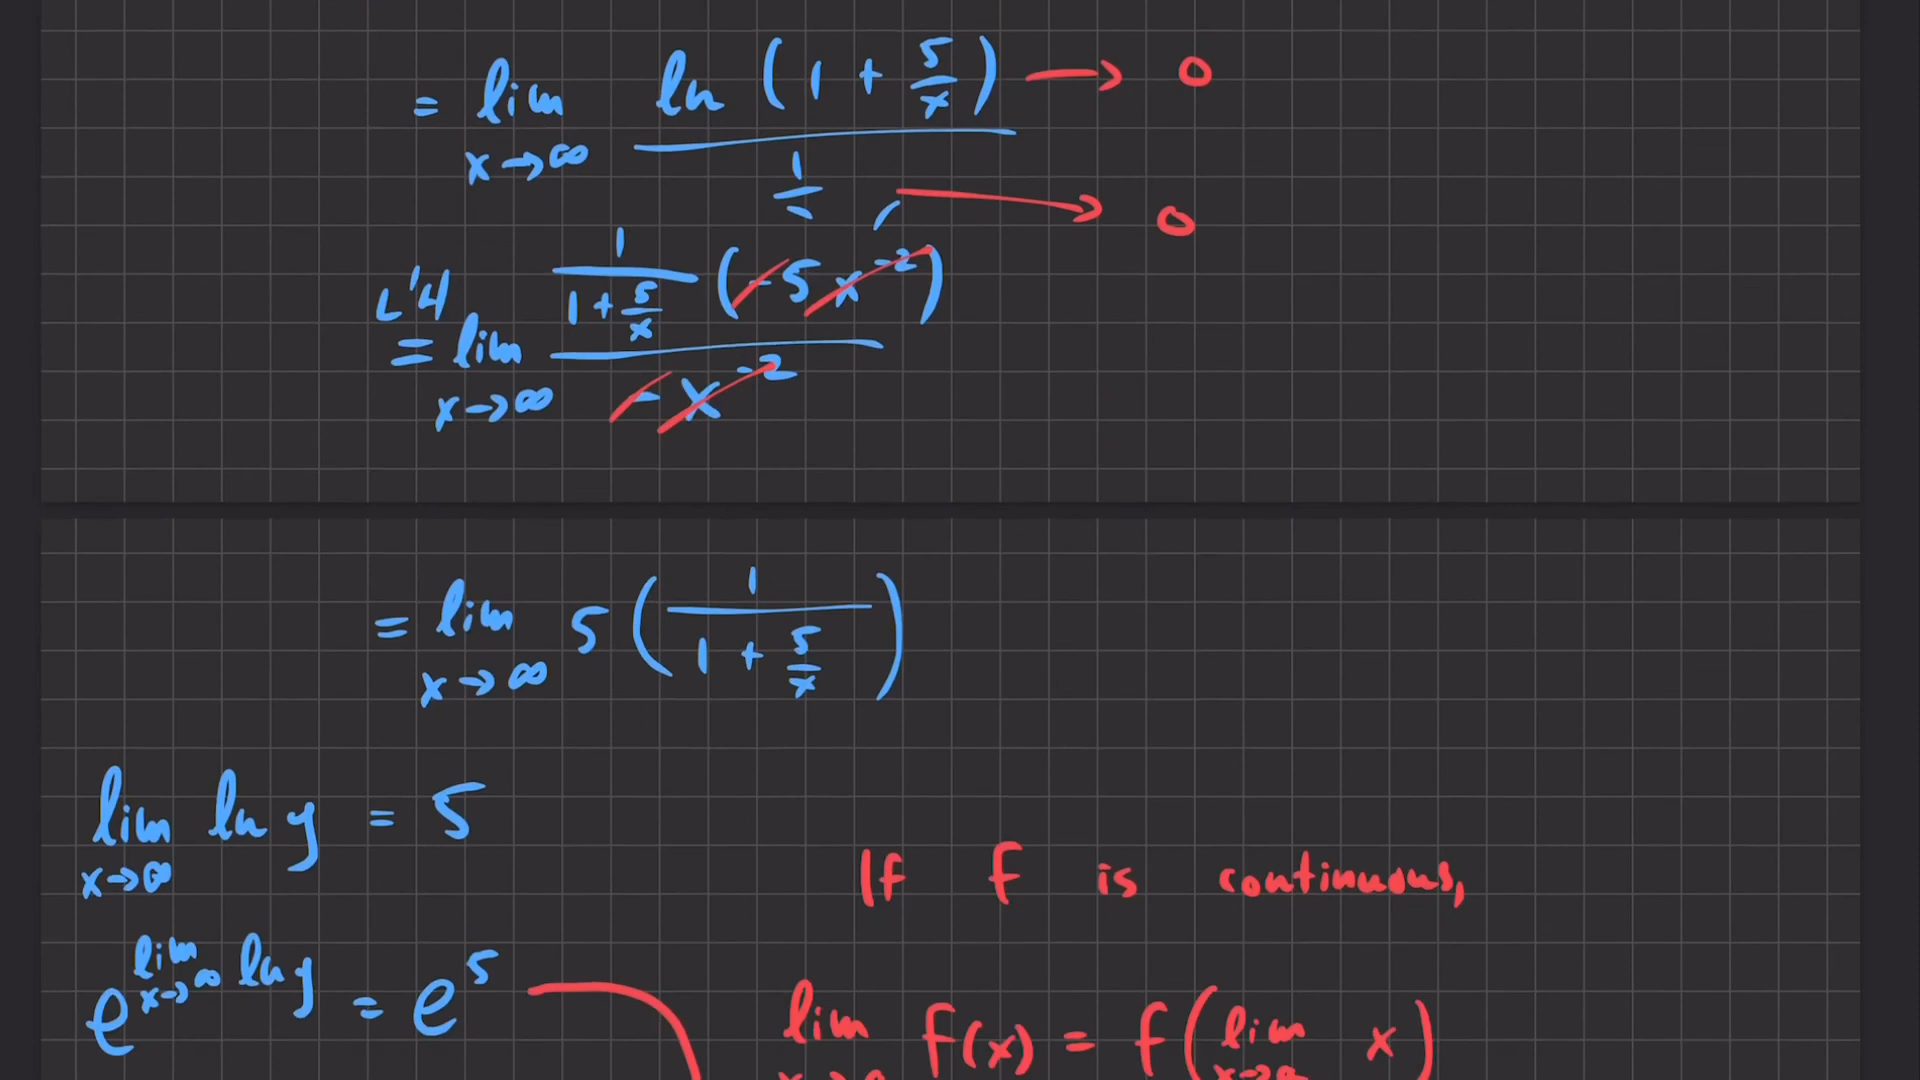 = lim x→∞ ln (1 + 5/x) → 0
1/ → 0
L'H = lim x→∞ 1/(1 + 5/x) (-5x^-2) / -x^-2
= lim x→∞ 5 (1/(1 + 5/x))
lim x→∞ ln y = 5
If f is continuous,
e^(lim x→∞ ln y) = e^5
lim f(x) = f(lim x)